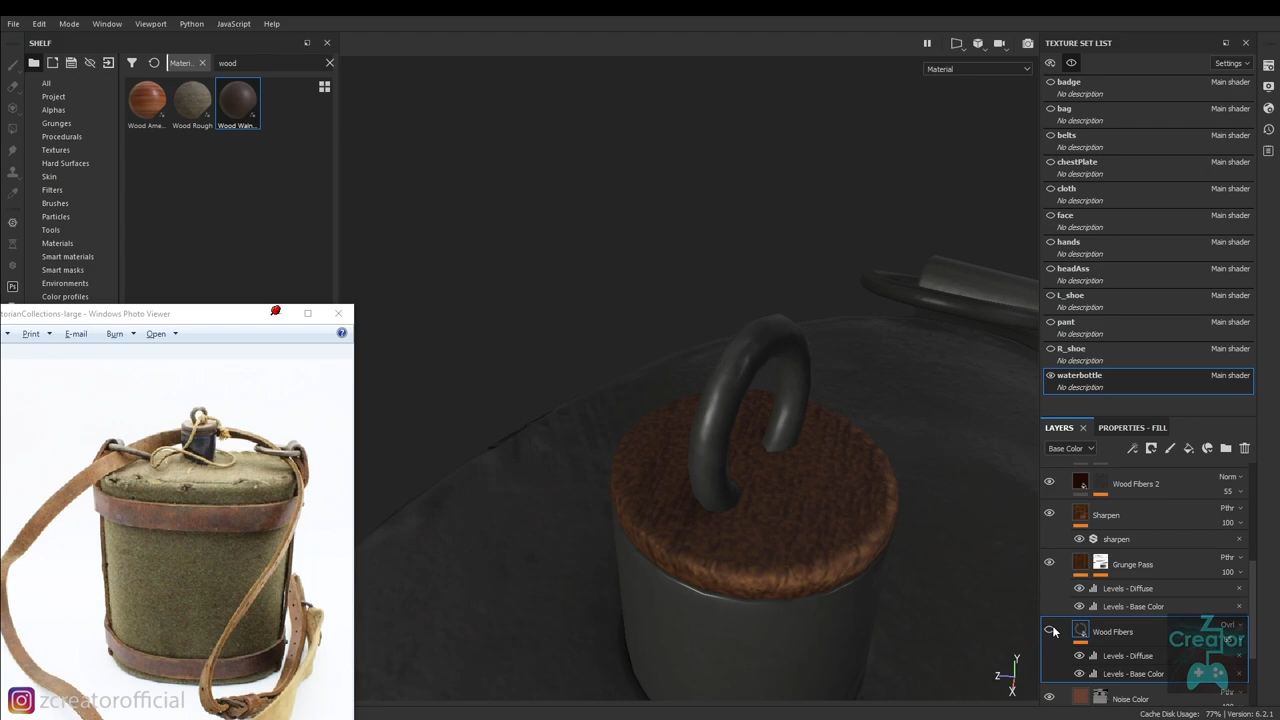 File Edit Mode Window Viewport Python JavaScript Help
SHELF
Materi...
wood
All
Project
Alphas
Grunges
Procedurals
Textures
Hard Surfaces
Skin
Filters
Brushes
Particles
Tools
Materials
Smart materials
Smart masks
Environments
Color profiles
Wood Ame... Wood Rough Wood Waln...
torianCollections-large - Windows Photo Viewer
Print E-mail Burn Open
zcreatorofficial
Material
Y
Z
X
TEXTURE SET LIST
Settings
badge Main shader
No description
bag Main shader
No description
belts Main shader
No description
chestPlate Main shader
No description
cloth Main shader
No description
face Main shader
No description
hands Main shader
No description
headAss Main shader
No description
L_shoe Main shader
No description
pant Main shader
No description
R_shoe Main shader
No description
waterbottle Main shader
No description
LAYERS PROPERTIES - FILL
Base Color
Wood Fibers 2 Norm
55
Sharpen Pthr
100
sharpen
Grunge Pass Pthr
100
Levels - Diffuse
Levels - Base Color
Wood Fibers Ovrl
Levels - Diffuse
Levels - Base Color
Noise Color
Z
Creator
Cache Disk Usage: 77% | Version: 6.2.1